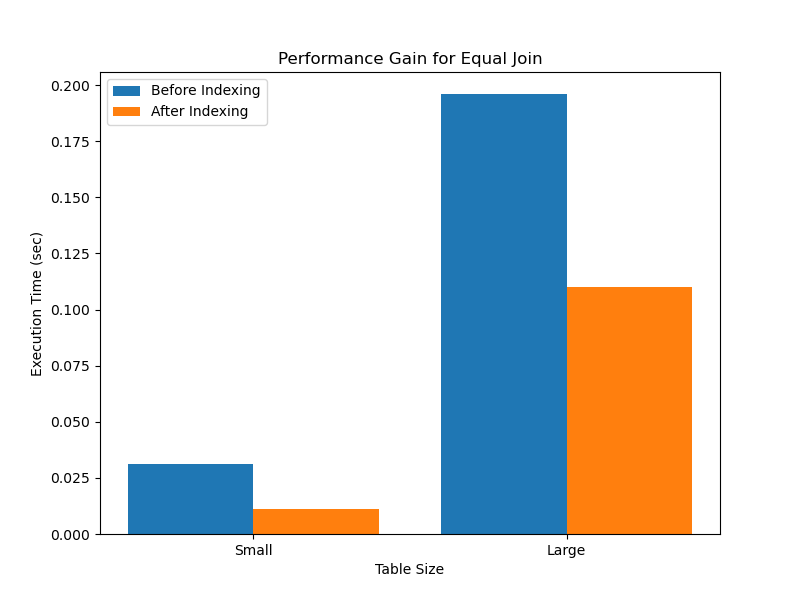 Performance Gain for Equal Join
Before Indexing
After Indexing
0.200
0.175
0.150
0.125
0.100
0.075
0.050
0.025
0.000
Execution Time (sec)
Small Large
Table Size